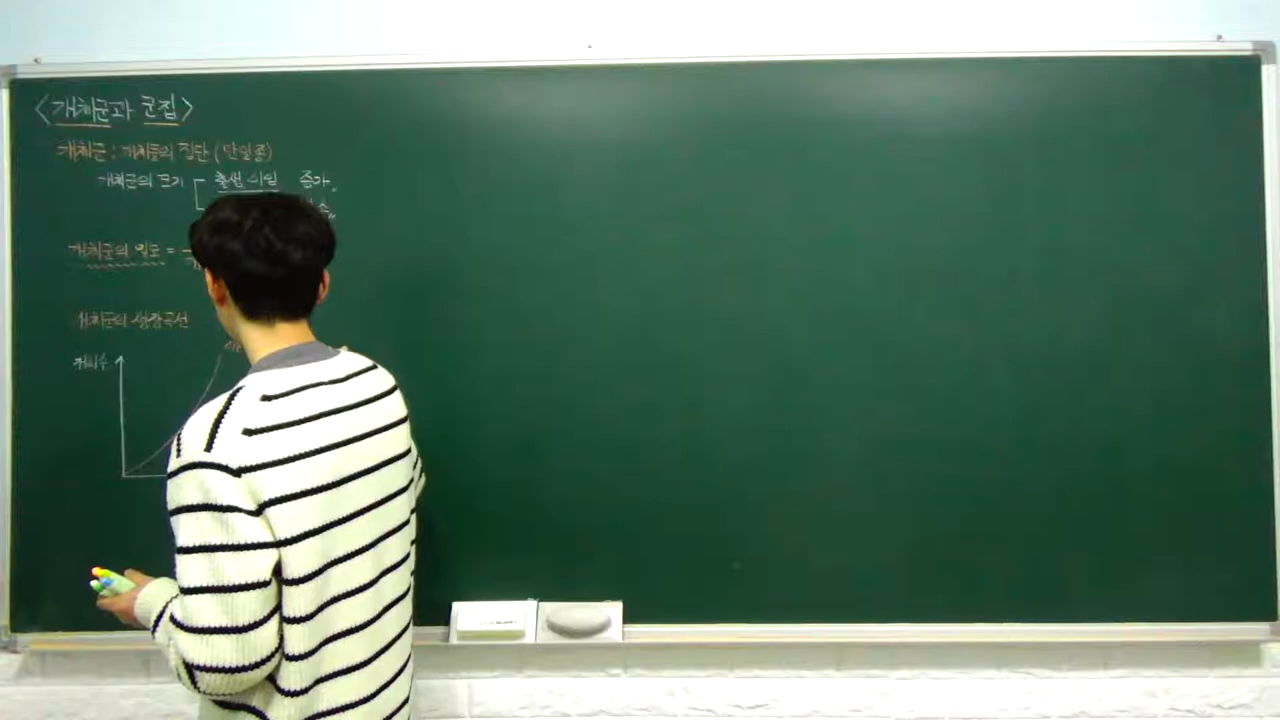 <개체군과 군집>
개체군 : 개체들의 집단 (단일종)
개체군의 크기 출생, 이입 증가
개체군의 밀도 =
개체군의 생장곡선
개체수